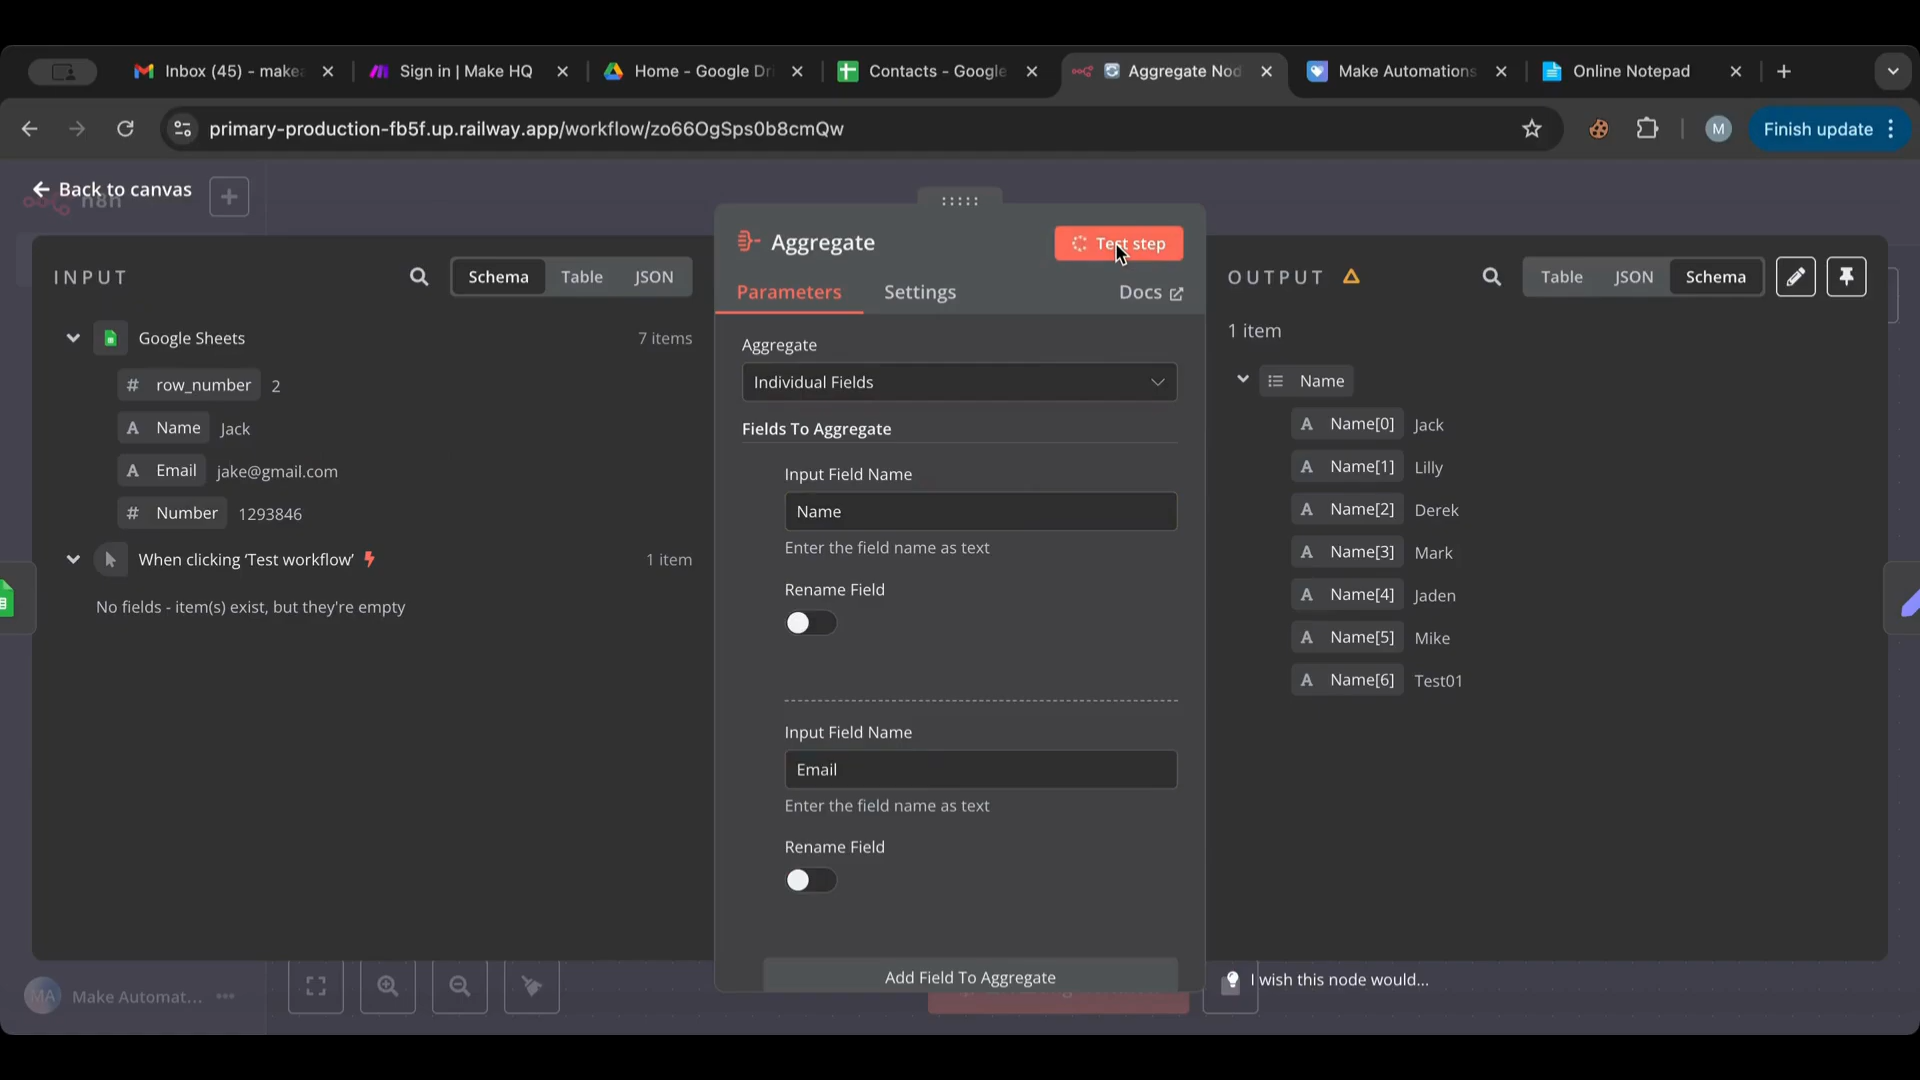 Inbox (45) - make
Sign in | Make HQ
Home - Google Dri
Contacts - Google
Aggregate Nod
Make Automations
Online Notepad
primary-production-fb5f.up.railway.app/workflow/zo66OgSps0b8cmQw
M
Finish update
Back to canvas
n8n
Aggregate
Test step
INPUT
Schema
Table
JSON
Parameters
Settings
Docs
OUTPUT
Table
JSON
Schema
Google Sheets
7 items
# row_number 2
A Name Jack
A Email jake@gmail.com
# Number 1293846
When clicking ‘Test workflow’
1 item
No fields - item(s) exist, but they're empty
Aggregate
Individual Fields
Fields To Aggregate
Input Field Name
Name
Enter the field name as text
Rename Field
Input Field Name
Email
Enter the field name as text
Rename Field
Add Field To Aggregate
1 item
Name
A Name[0] Jack
A Name[1] Lilly
A Name[2] Derek
A Name[3] Mark
A Name[4] Jaden
A Name[5] Mike
A Name[6] Test01
I wish this node would...
MA Make Automat...